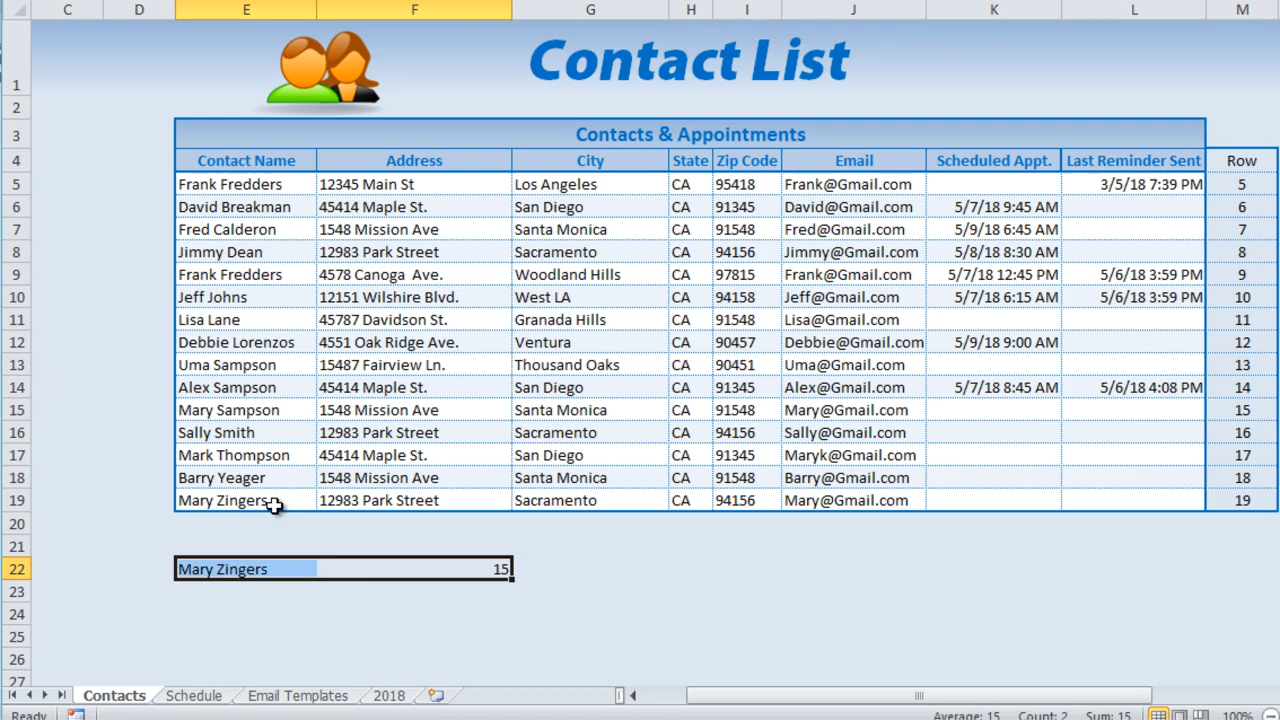 C D E F G H I J K L M
1 Contact List
2
3 Contacts & Appointments
4 Contact Name Address City State Zip Code Email Scheduled Appt. Last Reminder Sent Row
5 Frank Fredders 12345 Main St Los Angeles CA 95418 Frank@Gmail.com 3/5/18 7:39 PM 5
6 David Breakman 45414 Maple St. San Diego CA 91345 David@Gmail.com 5/7/18 9:45 AM 6
7 Fred Calderon 1548 Mission Ave Santa Monica CA 91548 Fred@Gmail.com 5/9/18 6:45 AM 7
8 Jimmy Dean 12983 Park Street Sacramento CA 94156 Jimmy@Gmail.com 5/8/18 8:30 AM 8
9 Frank Fredders 4578 Canoga Ave. Woodland Hills CA 97815 Frank@Gmail.com 5/7/18 12:45 PM 5/6/18 3:59 PM 9
10 Jeff Johns 12151 Wilshire Blvd. West LA CA 94158 Jeff@Gmail.com 5/7/18 6:15 AM 5/6/18 3:59 PM 10
11 Lisa Lane 45787 Davidson St. Granada Hills CA 91548 Lisa@Gmail.com 11
12 Debbie Lorenzos 4551 Oak Ridge Ave. Ventura CA 90457 Debbie@Gmail.com 5/9/18 9:00 AM 12
13 Uma Sampson 15487 Fairview Ln. Thousand Oaks CA 90451 Uma@Gmail.com 13
14 Alex Sampson 45414 Maple St. San Diego CA 91345 Alex@Gmail.com 5/7/18 8:45 AM 5/6/18 4:08 PM 14
15 Mary Sampson 1548 Mission Ave Santa Monica CA 91548 Mary@Gmail.com 15
16 Sally Smith 12983 Park Street Sacramento CA 94156 Sally@Gmail.com 16
17 Mark Thompson 45414 Maple St. San Diego CA 91345 Maryk@Gmail.com 17
18 Barry Yeager 1548 Mission Ave Santa Monica CA 91548 Barry@Gmail.com 18
19 Mary Zingers 12983 Park Street Sacramento CA 94156 Mary@Gmail.com 19
20
21
22 Mary Zingers 15
23
24
25
26
27
Contacts Schedule Email Templates 2018
Ready Average: 15 Count: 2 Sum: 15 100%